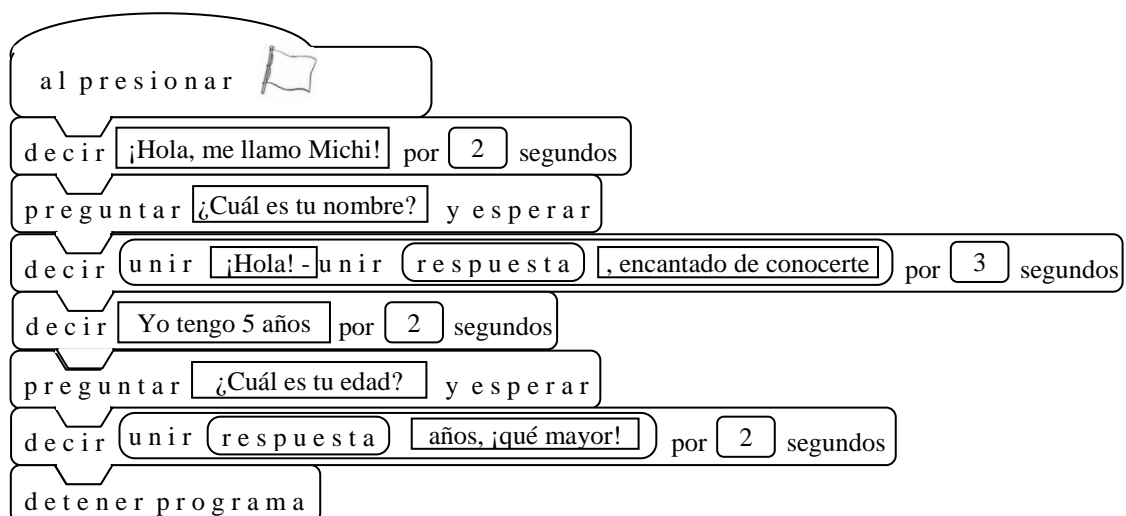 al presionar
decir ¡Hola, me llamo Michi! por 2 segundos
preguntar ¿Cuál es tu nombre? y esperar
decir unir ¡Hola! - unir respuesta , encantado de conocerte por 3 segundos
decir Yo tengo 5 años por 2 segundos
preguntar ¿Cuál es tu edad? y esperar
decir unir respuesta años, ¡qué mayor! por 2 segundos
detener programa